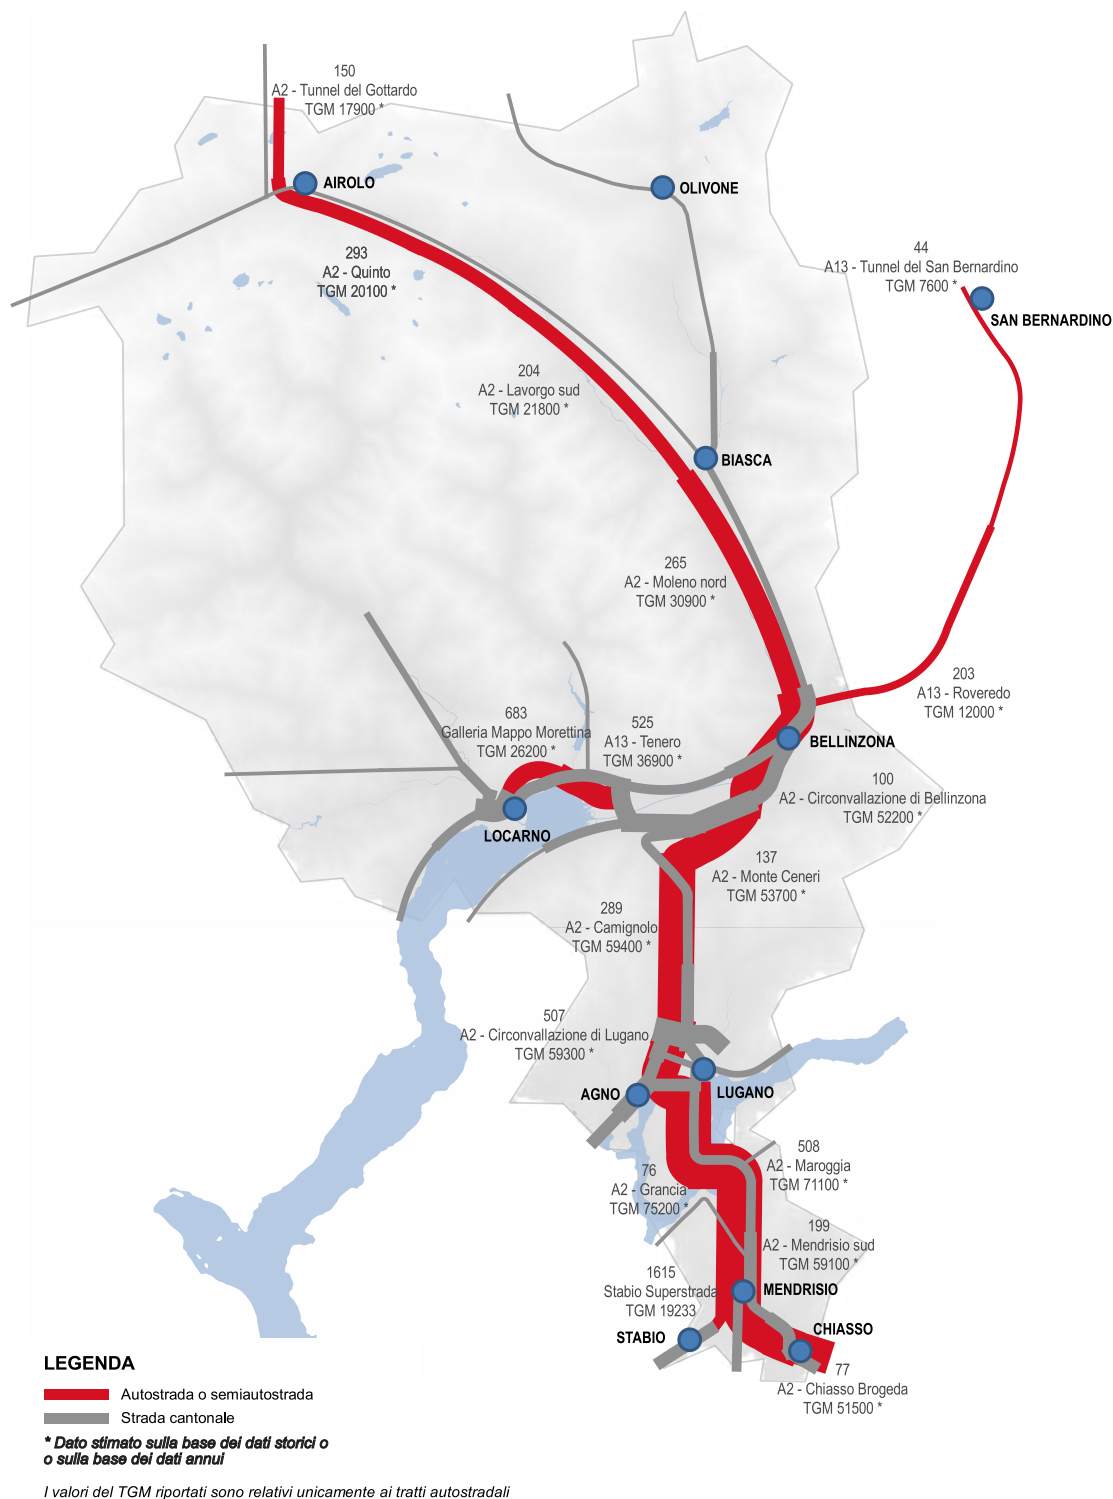 150
A2 - Tunnel del Gottardo
TGM 17900 *
AIROLO
OLIVONE
293
A2 - Quinto
TGM 20100 *
44
A13 - Tunnel del San Bernardino
TGM 7600 *
SAN BERNARDINO
204
A2 - Lavorgo sud
TGM 21800 *
BIASCA
265
A2 - Moleno nord
TGM 30900 *
203
A13 - Roveredo
TGM 12000 *
683
Galleria Mappo Morettina
TGM 26200 *
525
A13 - Tenero
TGM 36900 *
BELLINZONA
100
A2 - Circonvallazione di Bellinzona
TGM 52200 *
LOCARNO
137
A2 - Monte Ceneri
TGM 53700 *
289
A2 - Camignolo
TGM 59400 *
507
A2 - Circonvallazione di Lugano
TGM 59300 *
AGNO
LUGANO
508
A2 - Maroggia
TGM 71100 *
76
A2 - Grancia
TGM 75200 *
199
A2 - Mendrisio sud
TGM 59100 *
1615
Stabio Superstrada
TGM 19233
MENDRISIO
STABIO
CHIASSO
77
A2 - Chiasso Brogeda
TGM 51500 *
LEGENDA
Autostrada o semiautostrada
Strada cantonale
* Dato stimato sulla base dei dati storici o
o sulla base dei dati annui
I valori del TGM riportati sono relativi unicamente ai tratti autostradali